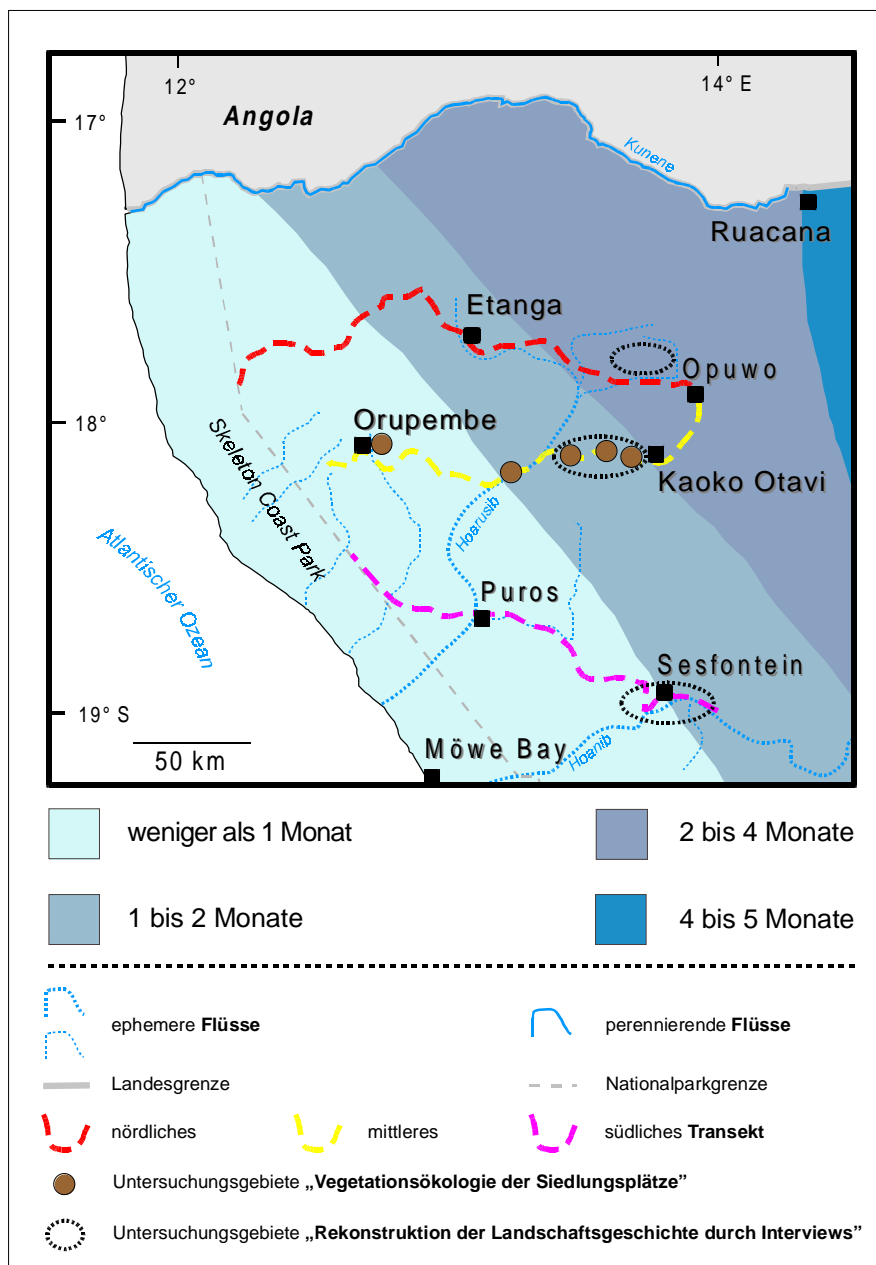 12°
14° E
17°
Angola
Kunene
Ruacana
Etanga
Opuwo
18°
Orupembe
Kaoko Otavi
Skeleton Coast Park
Hoarusib
Atlantischer Ozean
Puros
Sesfontein
19° S
50 km
Möwe Bay
Hoanib
weniger als 1 Monat
2 bis 4 Monate
1 bis 2 Monate
4 bis 5 Monate
ephemere Flüsse
perennierende Flüsse
Landesgrenze
Nationalparkgrenze
nördliches
mittleres
südliches Transekt
Untersuchungsgebiete „Vegetationsökologie der Siedlungsplätze”
Untersuchungsgebiete „Rekonstruktion der Landschaftsgeschichte durch Interviews”